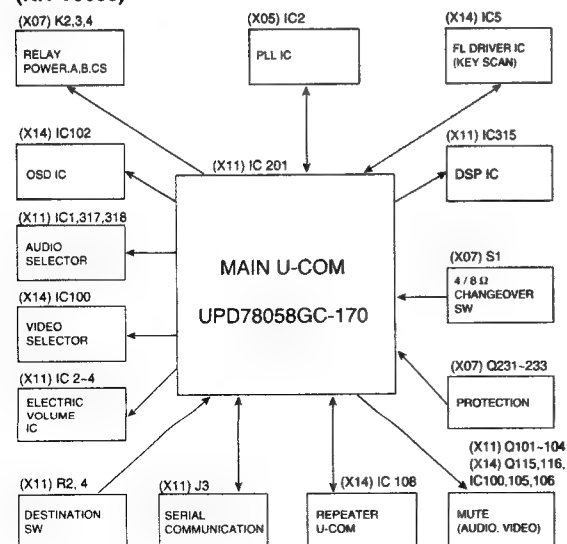 (X07) K2,3,4
RELAY
POWER,A,B,CS
(X05) IC2
PLL IC
(X14) IC5
FL DRIVER IC
(KEY SCAN)
(X14) IC102
OSD IC
(X11) IC 201
MAIN U-COM
UPD78058GC-170
(X11) IC315
DSP IC
(X11) IC1,317,318
AUDIO
SELECTOR
(X07) S1
4 / 8 Ω
CHANGEOVER
SW
(X14) IC100
VIDEO
SELECTOR
(X07) Q231~233
PROTECTION
(X11) IC 2~4
ELECTRIC
VOLUME
IC
(X11) R2, 4
DESTINATION
SW
(X11) J3
SERIAL
COMMUNICATION
(X14) IC 108
REPEATER
U-COM
(X11) Q101~104
(X14) Q115,116,
IC100,105,106
MUTE
(AUDIO. VIDEO)